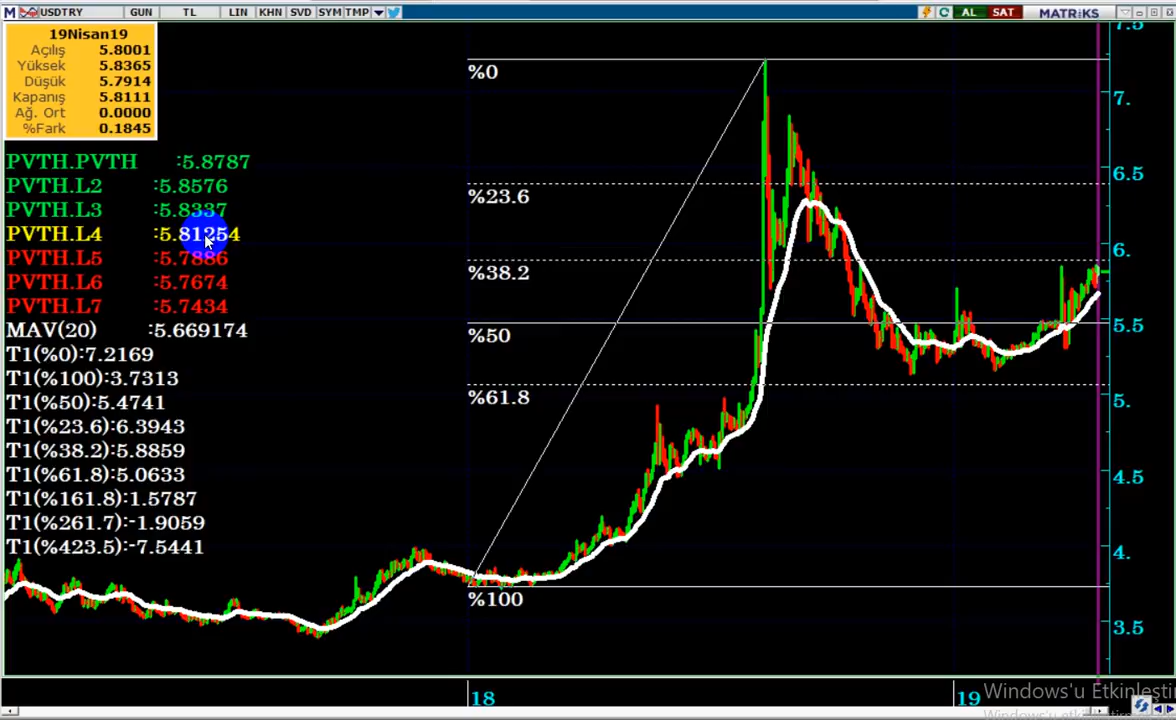 M USDTRY GUN TL LIN KHN SVD SYM TMP AL SAT MATRİKS
19Nisan19
Açılış 5.8001
Yüksek 5.8365
Düşük 5.7914
Kapanış 5.8111
Ağ. Ort 0.0000
%Fark 0.1845
PVTH.PVTH :5.8787
PVTH.L2 :5.8576
PVTH.L3 :5.8337
PVTH.L4 :5.81254
PVTH.L5 :5.7886
PVTH.L6 :5.7674
PVTH.L7 :5.7434
MAV(20) :5.669174
T1(%0):7.2169
T1(%100):3.7313
T1(%50):5.4741
T1(%23.6):6.3943
T1(%38.2):5.8859
T1(%61.8):5.0633
T1(%161.8):1.5787
T1(%261.7):-1.9059
T1(%423.5):-7.5441
%0
%23.6
%38.2
%50
%61.8
%100
7.5
7.
6.5
6.
5.5
5.
4.5
4.
3.5
18
19
Windows'u Etkinleşti